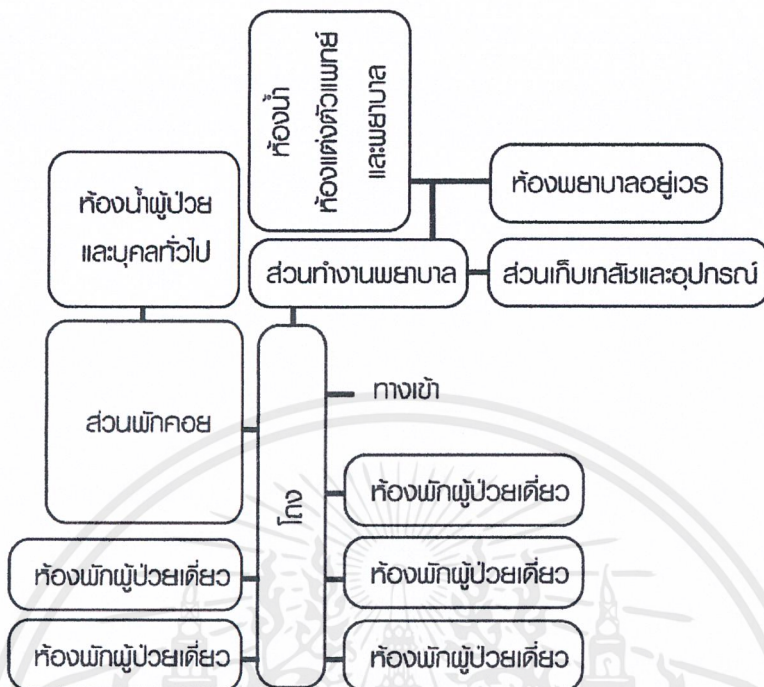 ห้องน้ำ
ห้องแต่งตัวแพทย์
และพยาบาล
ห้องน้ำผู้ป่วย
และบุคลทั่วไป
ห้องพยาบาลอยู่เวร
ส่วนทำงานพยาบาล
ส่วนเก็บเภสัชและอุปกรณ์
ส่วนพักคอย
โถง
ทางเข้า
ห้องพักผู้ป่วยเดี่ยว
ห้องพักผู้ป่วยเดี่ยว
ห้องพักผู้ป่วยเดี่ยว
ห้องพักผู้ป่วยเดี่ยว
ห้องพักผู้ป่วยเดี่ยว